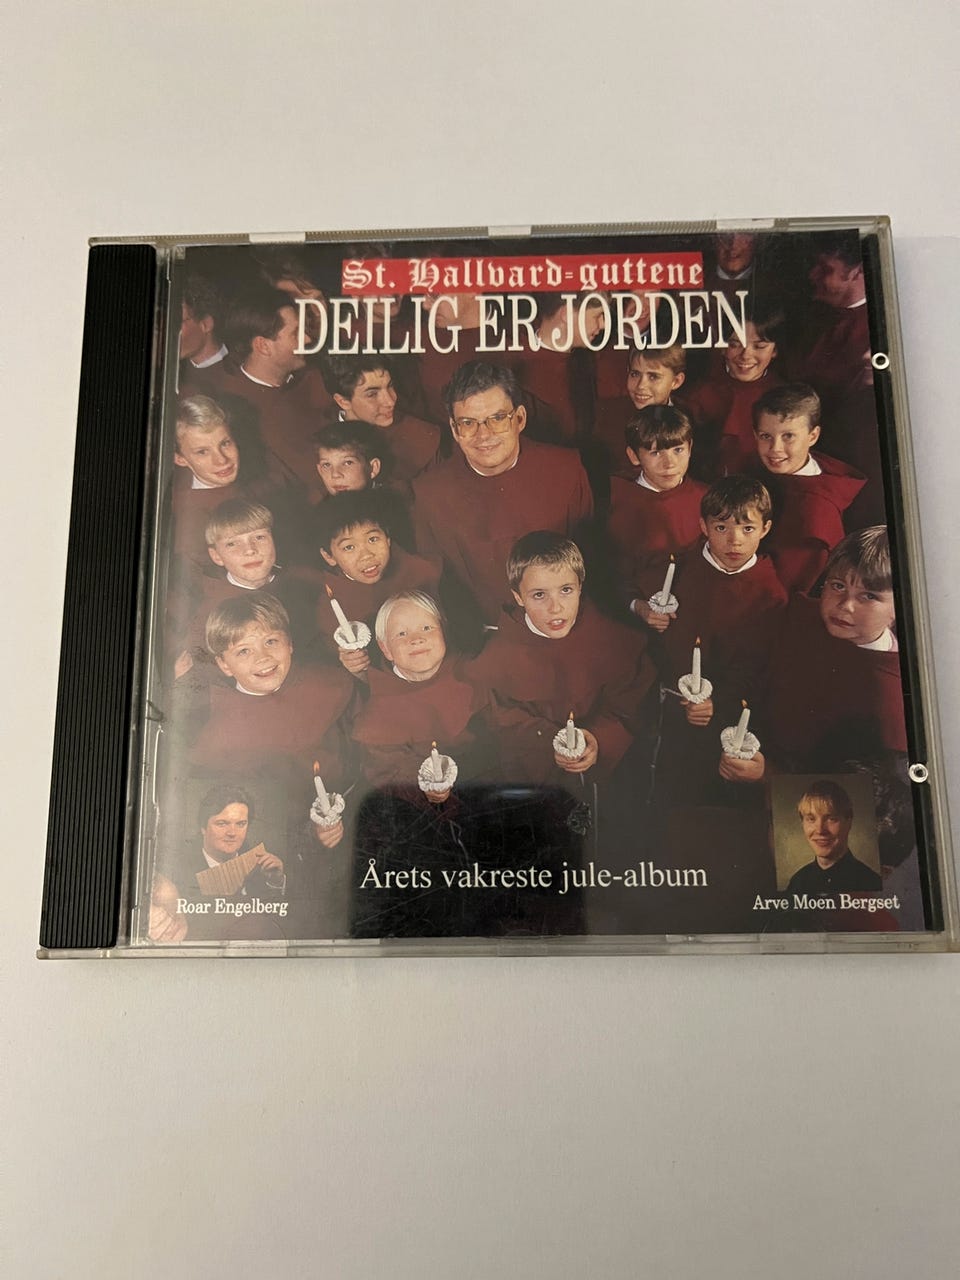 St. Hallvard-guttene
DEILIG ER JORDEN
Årets vakreste jule-album
Roar Engelberg
Arve Moen Bergset